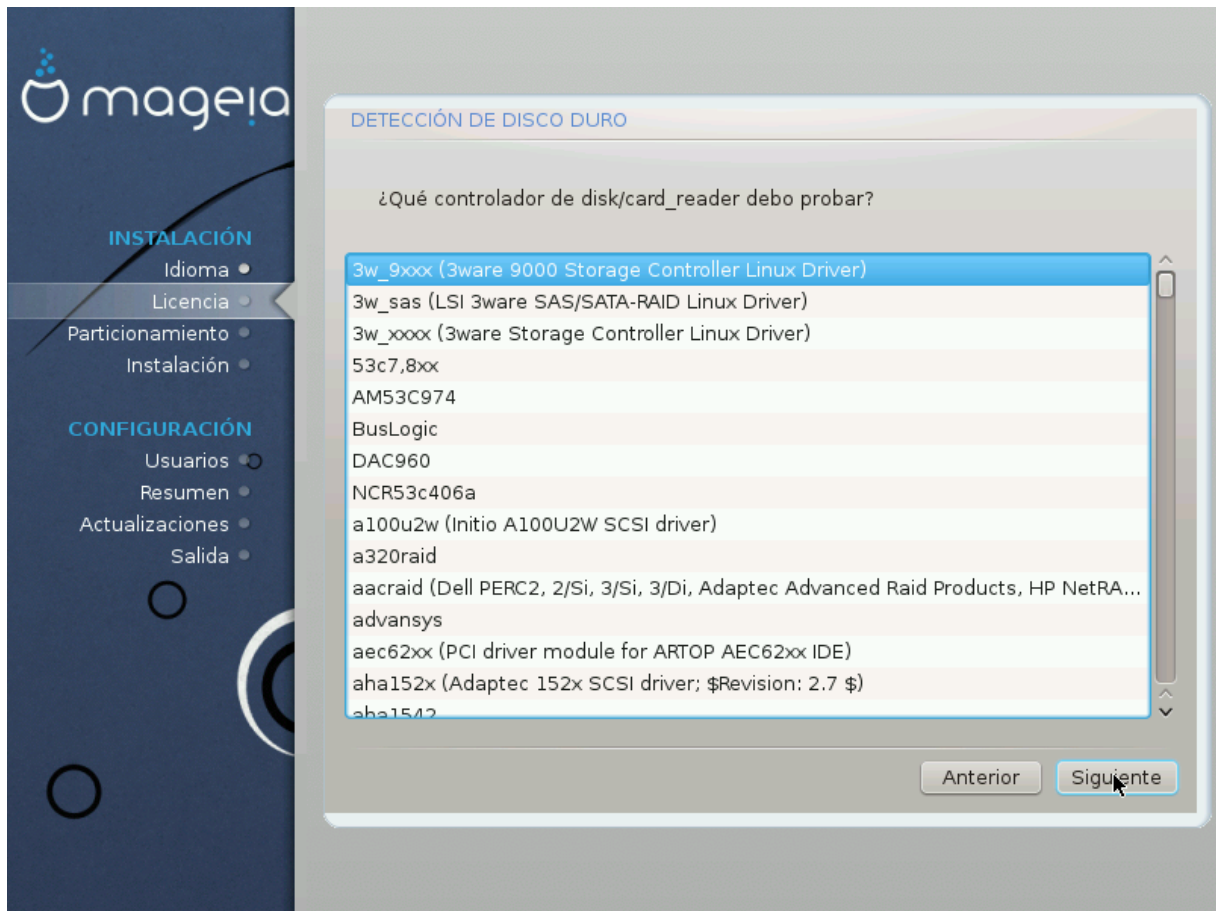 mageia
INSTALACIÓN
Idioma
Licencia
Particionamiento
Instalación
CONFIGURACIÓN
Usuarios
Resumen
Actualizaciones
Salida
DETECCIÓN DE DISCO DURO
¿Qué controlador de disk/card_reader debo probar?
3w_9xxx (3ware 9000 Storage Controller Linux Driver)
3w_sas (LSI 3ware SAS/SATA-RAID Linux Driver)
3w_xxxx (3ware Storage Controller Linux Driver)
53c7,8xx
AM53C974
BusLogic
DAC960
NCR53c406a
a100u2w (Initio A100U2W SCSI driver)
a320raid
aacraid (Dell PERC2, 2/Si, 3/Si, 3/Di, Adaptec Advanced Raid Products, HP NetRA...
advansys
aec62xx (PCI driver module for ARTOP AEC62xx IDE)
aha152x (Adaptec 152x SCSI driver; $Revision: 2.7 $)
aha1542
Anterior
Siguiente